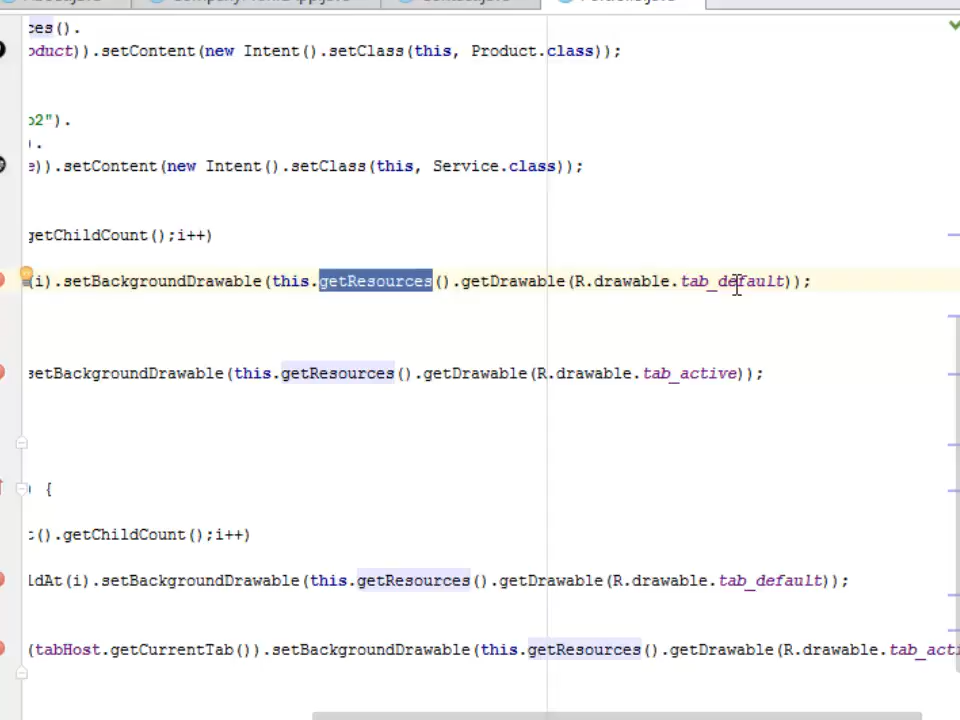 ces().
oduct)).setContent(new Intent().setClass(this, Product.class));
o2").
).
e)).setContent(new Intent().setClass(this, Service.class));
getChildCount();i++)
(i).setBackgroundDrawable(this.getResources().getDrawable(R.drawable.tab_default));
setBackgroundDrawable(this.getResources().getDrawable(R.drawable.tab_active));
) {
t().getChildCount();i++)
ldAt(i).setBackgroundDrawable(this.getResources().getDrawable(R.drawable.tab_default));
(tabHost.getCurrentTab()).setBackgroundDrawable(this.getResources().getDrawable(R.drawable.tab_acti